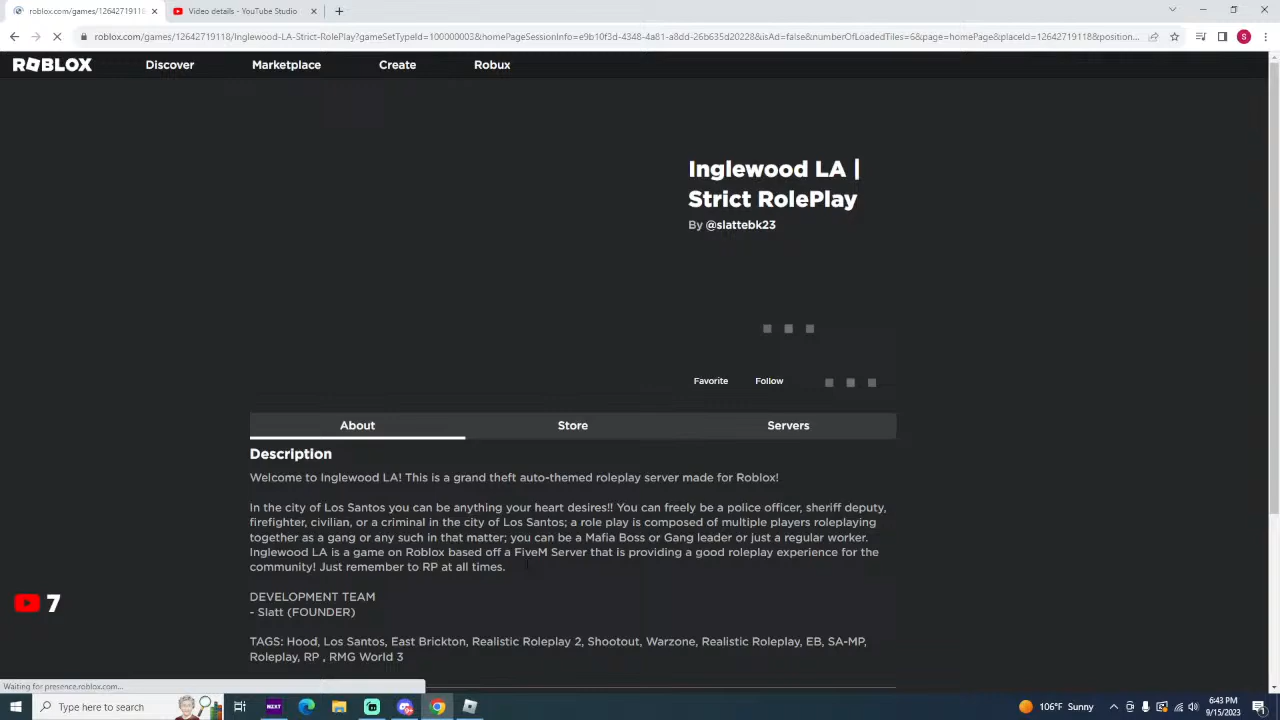 roblox.com/games/12642719118/
Video details - YouTube Studio
roblox.com/games/12642719118/Inglewood-LA-Strict-RolePlay?gameSetTypeId=100000003&homePageSessionInfo=e9b10f3d-4348-4a81-a8dd-26b635d20228&isAd=false&numberOfLoadedTiles=6&page=homePage&placeId=12642719118&position...
S
ROBLOX
Discover
Marketplace
Create
Robux
Inglewood LA |
Strict RolePlay
By @slattebk23
Favorite
Follow
About
Store
Servers
Description
Welcome to Inglewood LA! This is a grand theft auto-themed roleplay server made for Roblox!
In the city of Los Santos you can be anything your heart desires!! You can freely be a police officer, sheriff deputy,
firefighter, civilian, or a criminal in the city of Los Santos; a role play is composed of multiple players roleplaying
together as a gang or any such in that matter; you can be a Mafia Boss or Gang leader or just a regular worker.
Inglewood LA is a game on Roblox based off a FiveM Server that is providing a good roleplay experience for the
community! Just remember to RP at all times.
7
DEVELOPMENT TEAM
- Slatt (FOUNDER)
TAGS: Hood, Los Santos, East Brickton, Realistic Roleplay 2, Shootout, Warzone, Realistic Roleplay, EB, SA-MP,
Roleplay, RP , RMG World 3
Waiting for presence.roblox.com...
Type here to search
106°F Sunny
6:43 PM
9/15/2023